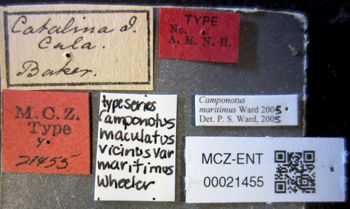 Catalina I.
Cala.
Baker.
TYPE
No.
A. M. N. H.
M. C. Z.
Type
4
21455
type series
Camponotus
maculatus
vicinus var
maritimus
Wheeler
Camponotus
maritimus Ward 2005
Det. P. S. Ward, 2005
MCZ-ENT
00021455